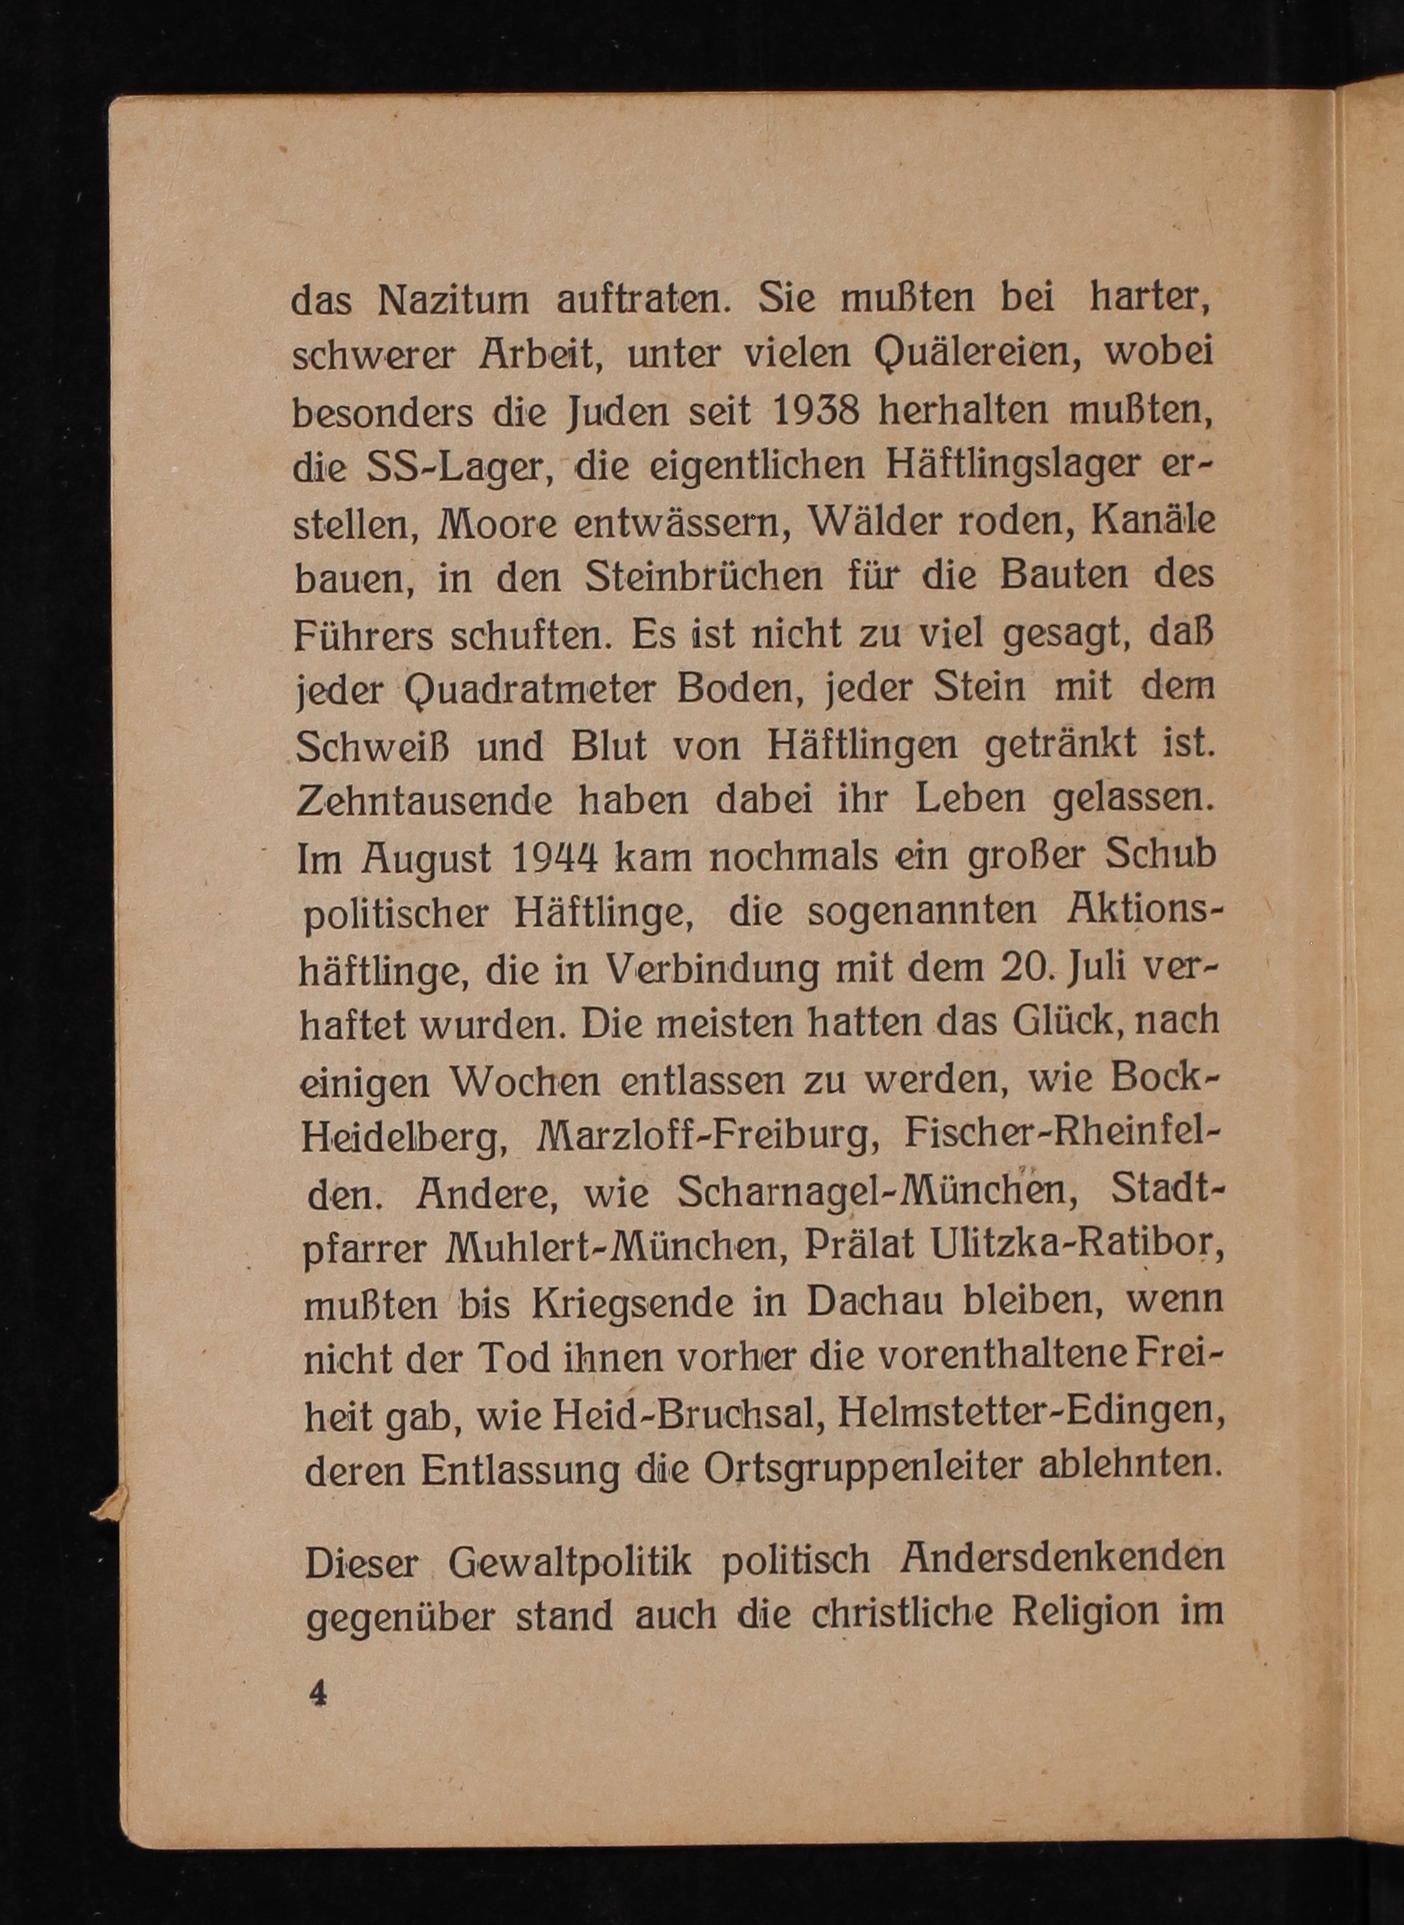 das Nazitum auftraten. Sie mußten bei harter,
schwerer Arbeit, unter vielen Quälereien, wobei
besonders die Juden seit 1938 herhalten mußten,
die SS-Lager, die eigentlichen Häftlingslager er-
stellen, Moore entwässern, Wälder roden, Kanäle
bauen, in den Steinbrüchen für die Bauten des
Führers schuften. Es ist nicht zu viel gesagt, daß
jeder Quadratmeter Boden, jeder Stein mit dem
Schweiß und Blut von Häftlingen getränkt ist.
Zehntausende haben dabei ihr Leben gelassen.
Im August 1944 kam nochmals ein großer Schub
politischer Häftlinge, die sogenannten Aktions-
häftlinge, die in Verbindung mit dem 20. Juli ver-
haftet wurden. Die meisten hatten das Glück, nach
einigen Wochen entlassen zu werden, wie Bock-
Heidelberg, Marzloff-Freiburg, Fischer-Rheinfel-
den. Andere, wie Scharnagel-München, Stadt-
pfarrer Muhlert-München, Prälat Ulitzka-Ratibor,
mußten bis Kriegsende in Dachau bleiben, wenn
nicht der Tod ihnen vorher die vorenthaltene Frei-
heit gab, wie Heid-Bruchsal, Helmstetter-Edingen,
deren Entlassung die Ortsgruppenleiter ablehnten.
Dieser Gewaltpolitik politisch Andersdenkenden
gegenüber stand auch die christliche Religion im
4